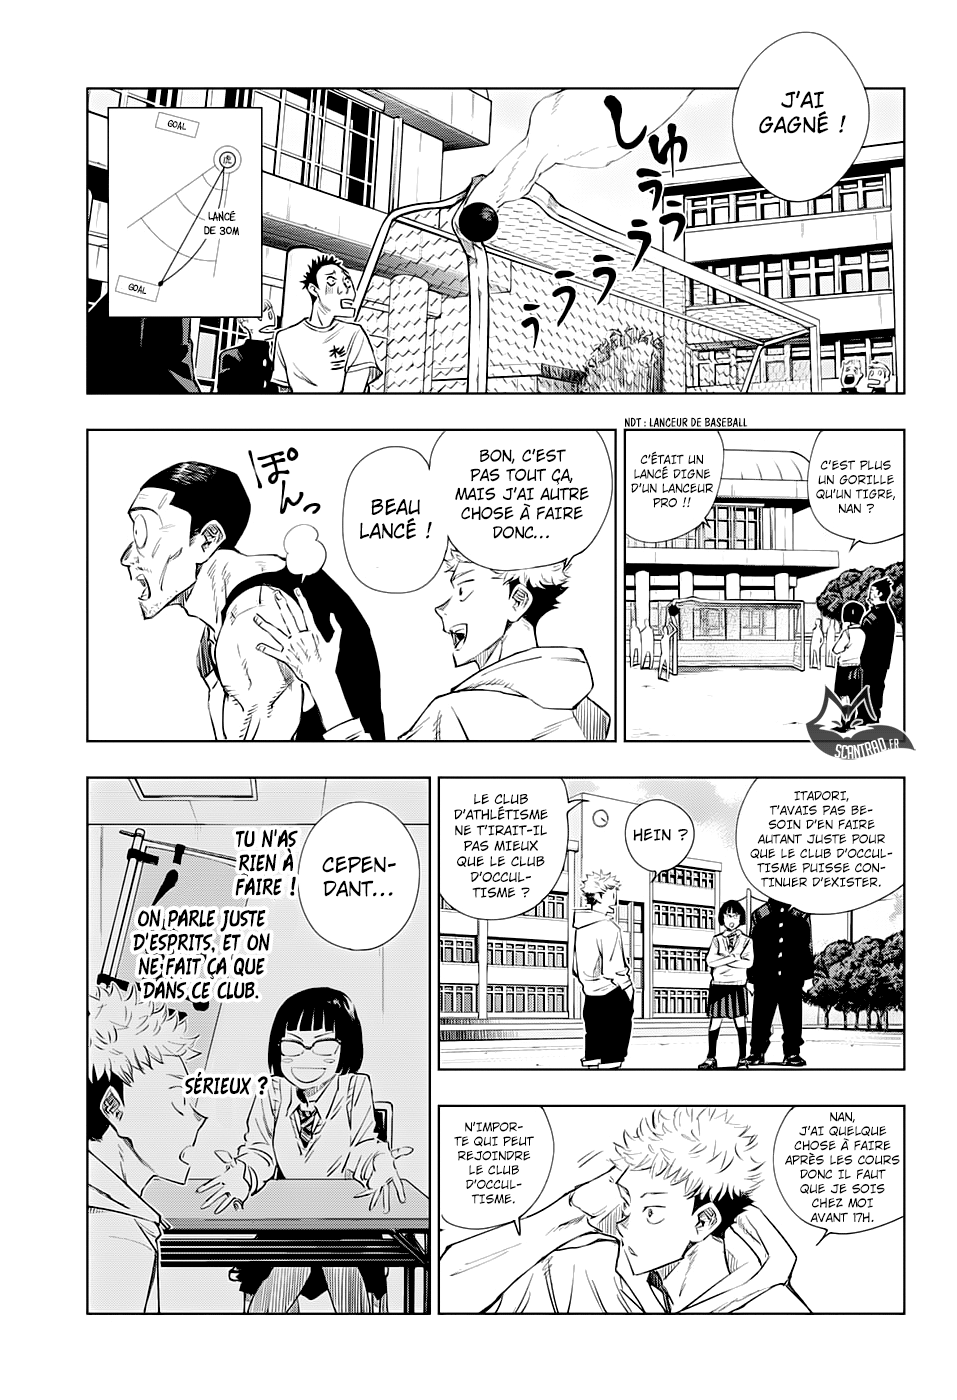 J'AI
GAGNÉ !
GOAL
虎
LANCÉ
DE 30M
GOAL
しゅうううううう
NDT : LANCEUR DE BASEBALL
BON, C'EST
PAS TOUT ÇA,
MAIS J'AI AUTRE
CHOSE À FAIRE
DONC...
BEAU
LANCÉ !
ぽんっ
C'EST PLUS
UN GORILLE
QU'UN TIGRE,
NAN ?
C'ÉTAIT UN
LANCÉ DIGNE
D'UN LANCEUR
PRO !!
SCANTRAD.FR
ITADORI,
T'AVAIS PAS BE-
SOIN D'EN FAIRE
AUTANT JUSTE POUR
QUE LE CLUB D'OCCUL-
TISME PUISSE CON-
TINUER D'EXISTER.
HEIN ?
LE CLUB
D'ATHLÉTISME
NE T'IRAIT-IL
PAS MIEUX
QUE LE CLUB
D'OCCUL-
TISME ?
CEPEN-
DANT...
TU N'AS
RIEN À
FAIRE !
ON PARLE JUSTE
D'ESPRITS, ET ON
NE FAIT ÇA QUE
DANS CE CLUB.
SÉRIEUX ?
NAN,
J'AI QUELQUE
CHOSE À FAIRE
APRÈS LES COURS
DONC IL FAUT
QUE JE SOIS
CHEZ MOI
AVANT 17H.
N'IMPOR-
TE QUI PEUT
REJOINDRE
LE CLUB
D'OCCUL-
TISME.